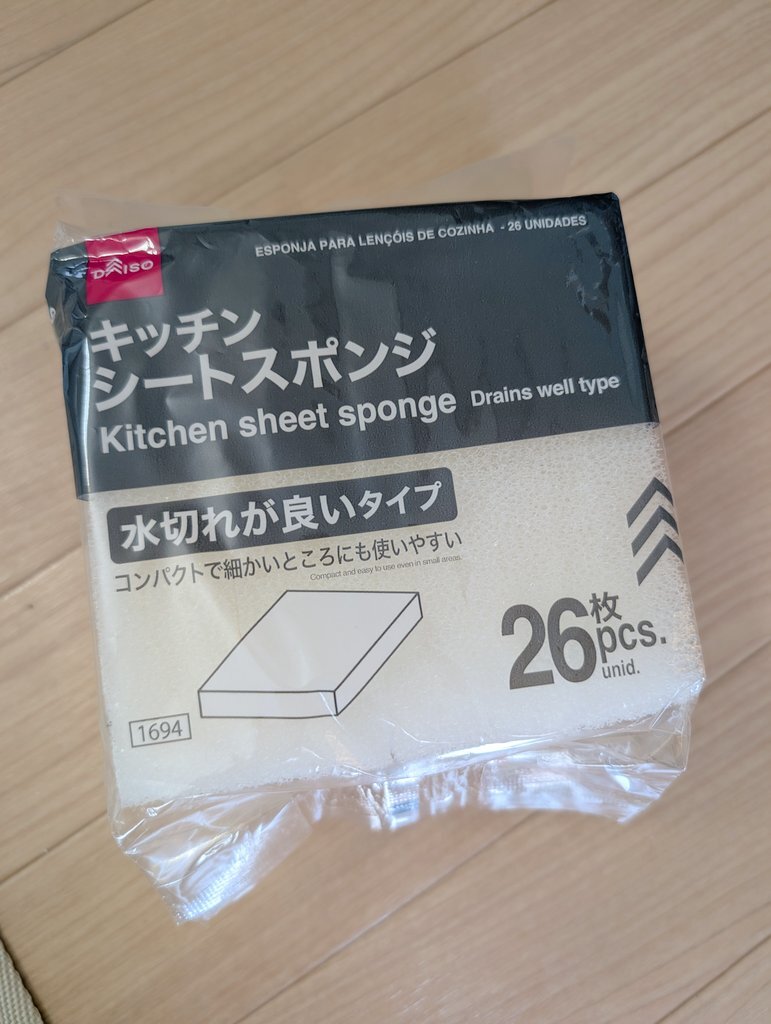 DAISO
ESPONJA PARA LENÇÓIS DE COZINHA - 26 UNIDADES
キッチン
シートスポンジ
Kitchen sheet sponge Drains well type
水切れが良いタイプ
コンパクトで細かいところにも使いやすい
Compact and easy to use even in small areas.
26枚
pcs.
unid.
1694